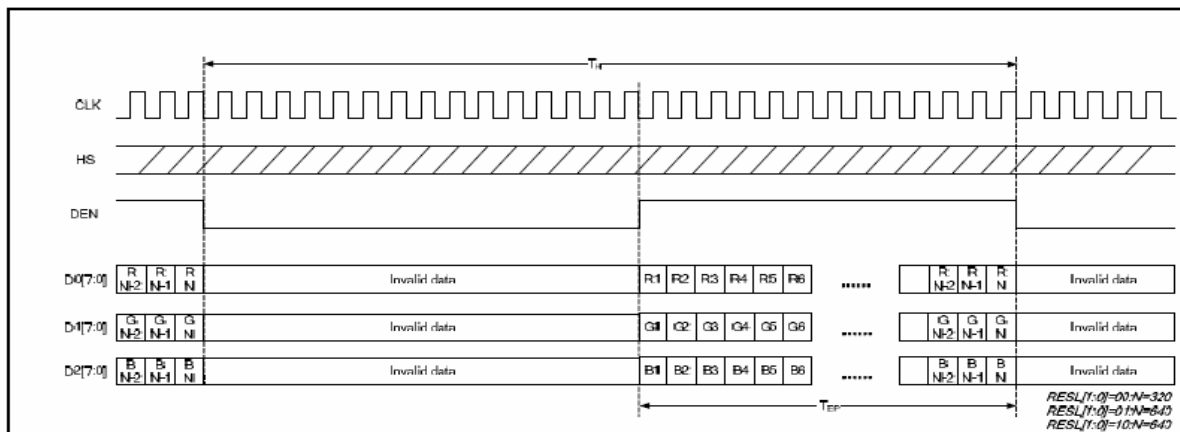 T_H
CLK
HS
DEN
D0[7:0] R N-2 R N-1 R N Invalid data R1 R2 R3 R4 R5 R6 ...... R N-2 R N-1 R N Invalid data
D1[7:0] G N-2 G N-1 G N Invalid data G1 G2 G3 G4 G5 G6 ...... G N-2 G N-1 G N Invalid data
D2[7:0] B N-2 B N-1 B N Invalid data B1 B2 B3 B4 B5 B6 ...... B N-2 B N-1 B N Invalid data
T_EP
RESL[1:0]=00:N=320
RESL[1:0]=01:N=640
RESL[1:0]=10:N=640